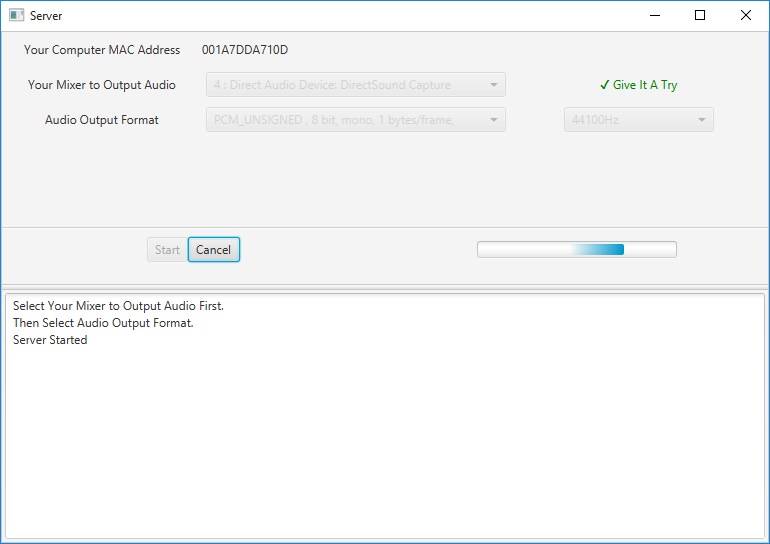 Server
Your Computer MAC Address 001A7DDA710D
Your Mixer to Output Audio 4 : Direct Audio Device: DirectSound Capture ✓ Give It A Try
Audio Output Format PCM_UNSIGNED , 8 bit, mono, 1 bytes/frame, 44100Hz
Start Cancel
Select Your Mixer to Output Audio First.
Then Select Audio Output Format.
Server Started